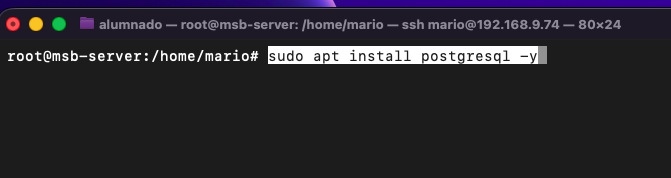 alumnado — root@msb-server: /home/mario — ssh mario@192.168.9.74 — 80×24
root@msb-server:/home/mario# sudo apt install postgresql -y